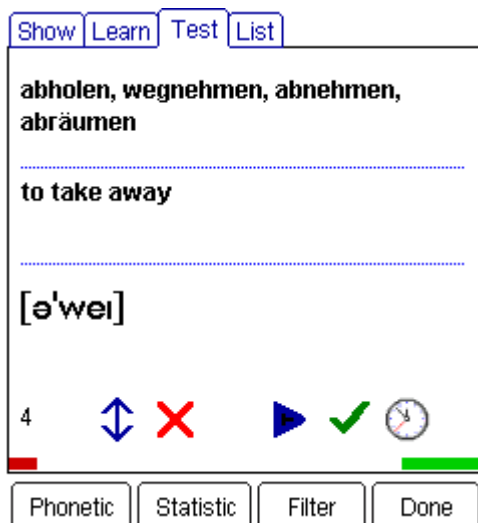 Show Learn Test List
abholen, wegnehmen, abnehmen,
abräumen
to take away
[ə'weɪ]
4
Phonetic Statistic Filter Done